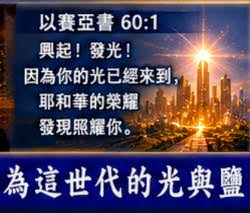 以賽亞書 60:1
興起！發光！
因為你的光已經來到，
耶和華的榮耀
發現照耀你。
為這世代的光與鹽